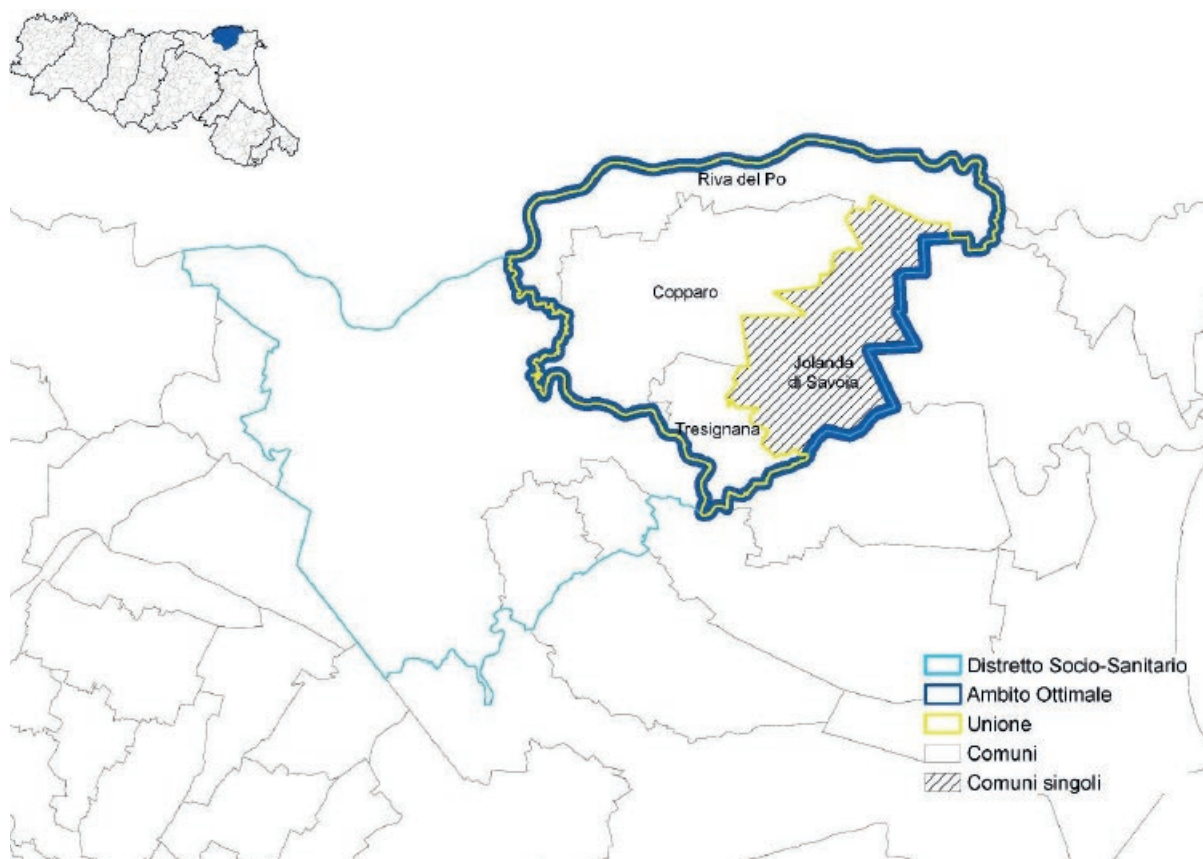 Riva del Po
Copparo
Jolanda
di Savoia
Tresignana
Distretto Socio-Sanitario
Ambito Ottimale
Unione
Comuni
Comuni singoli